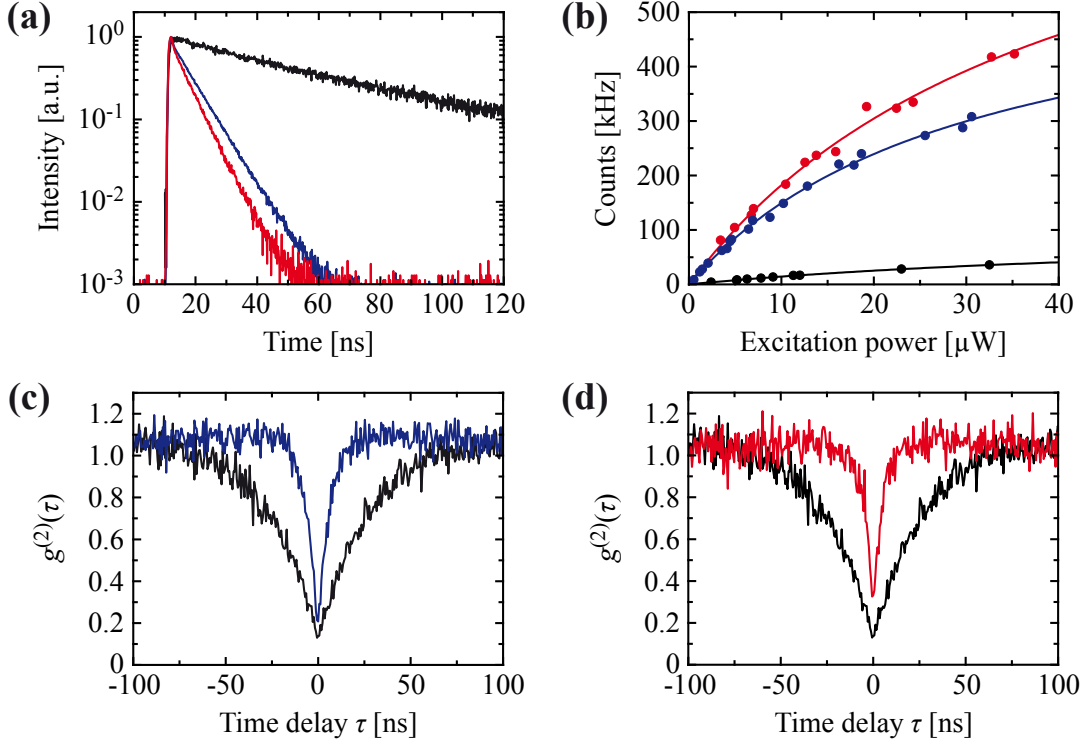 (a)
10⁰
10⁻¹
10⁻²
10⁻³
Intensity [a.u.]
0 20 40 60 80 100 120
Time [ns]
(b)
500
400
300
200
100
0
Counts [kHz]
0 10 20 30 40
Excitation power [µW]
(c)
1.2
1.0
0.8
0.6
0.4
0.2
0
g⁽²⁾(τ)
-100 -50 0 50 100
Time delay τ [ns]
(d)
1.2
1.0
0.8
0.6
0.4
0.2
0
g⁽²⁾(τ)
-100 -50 0 50 100
Time delay τ [ns]